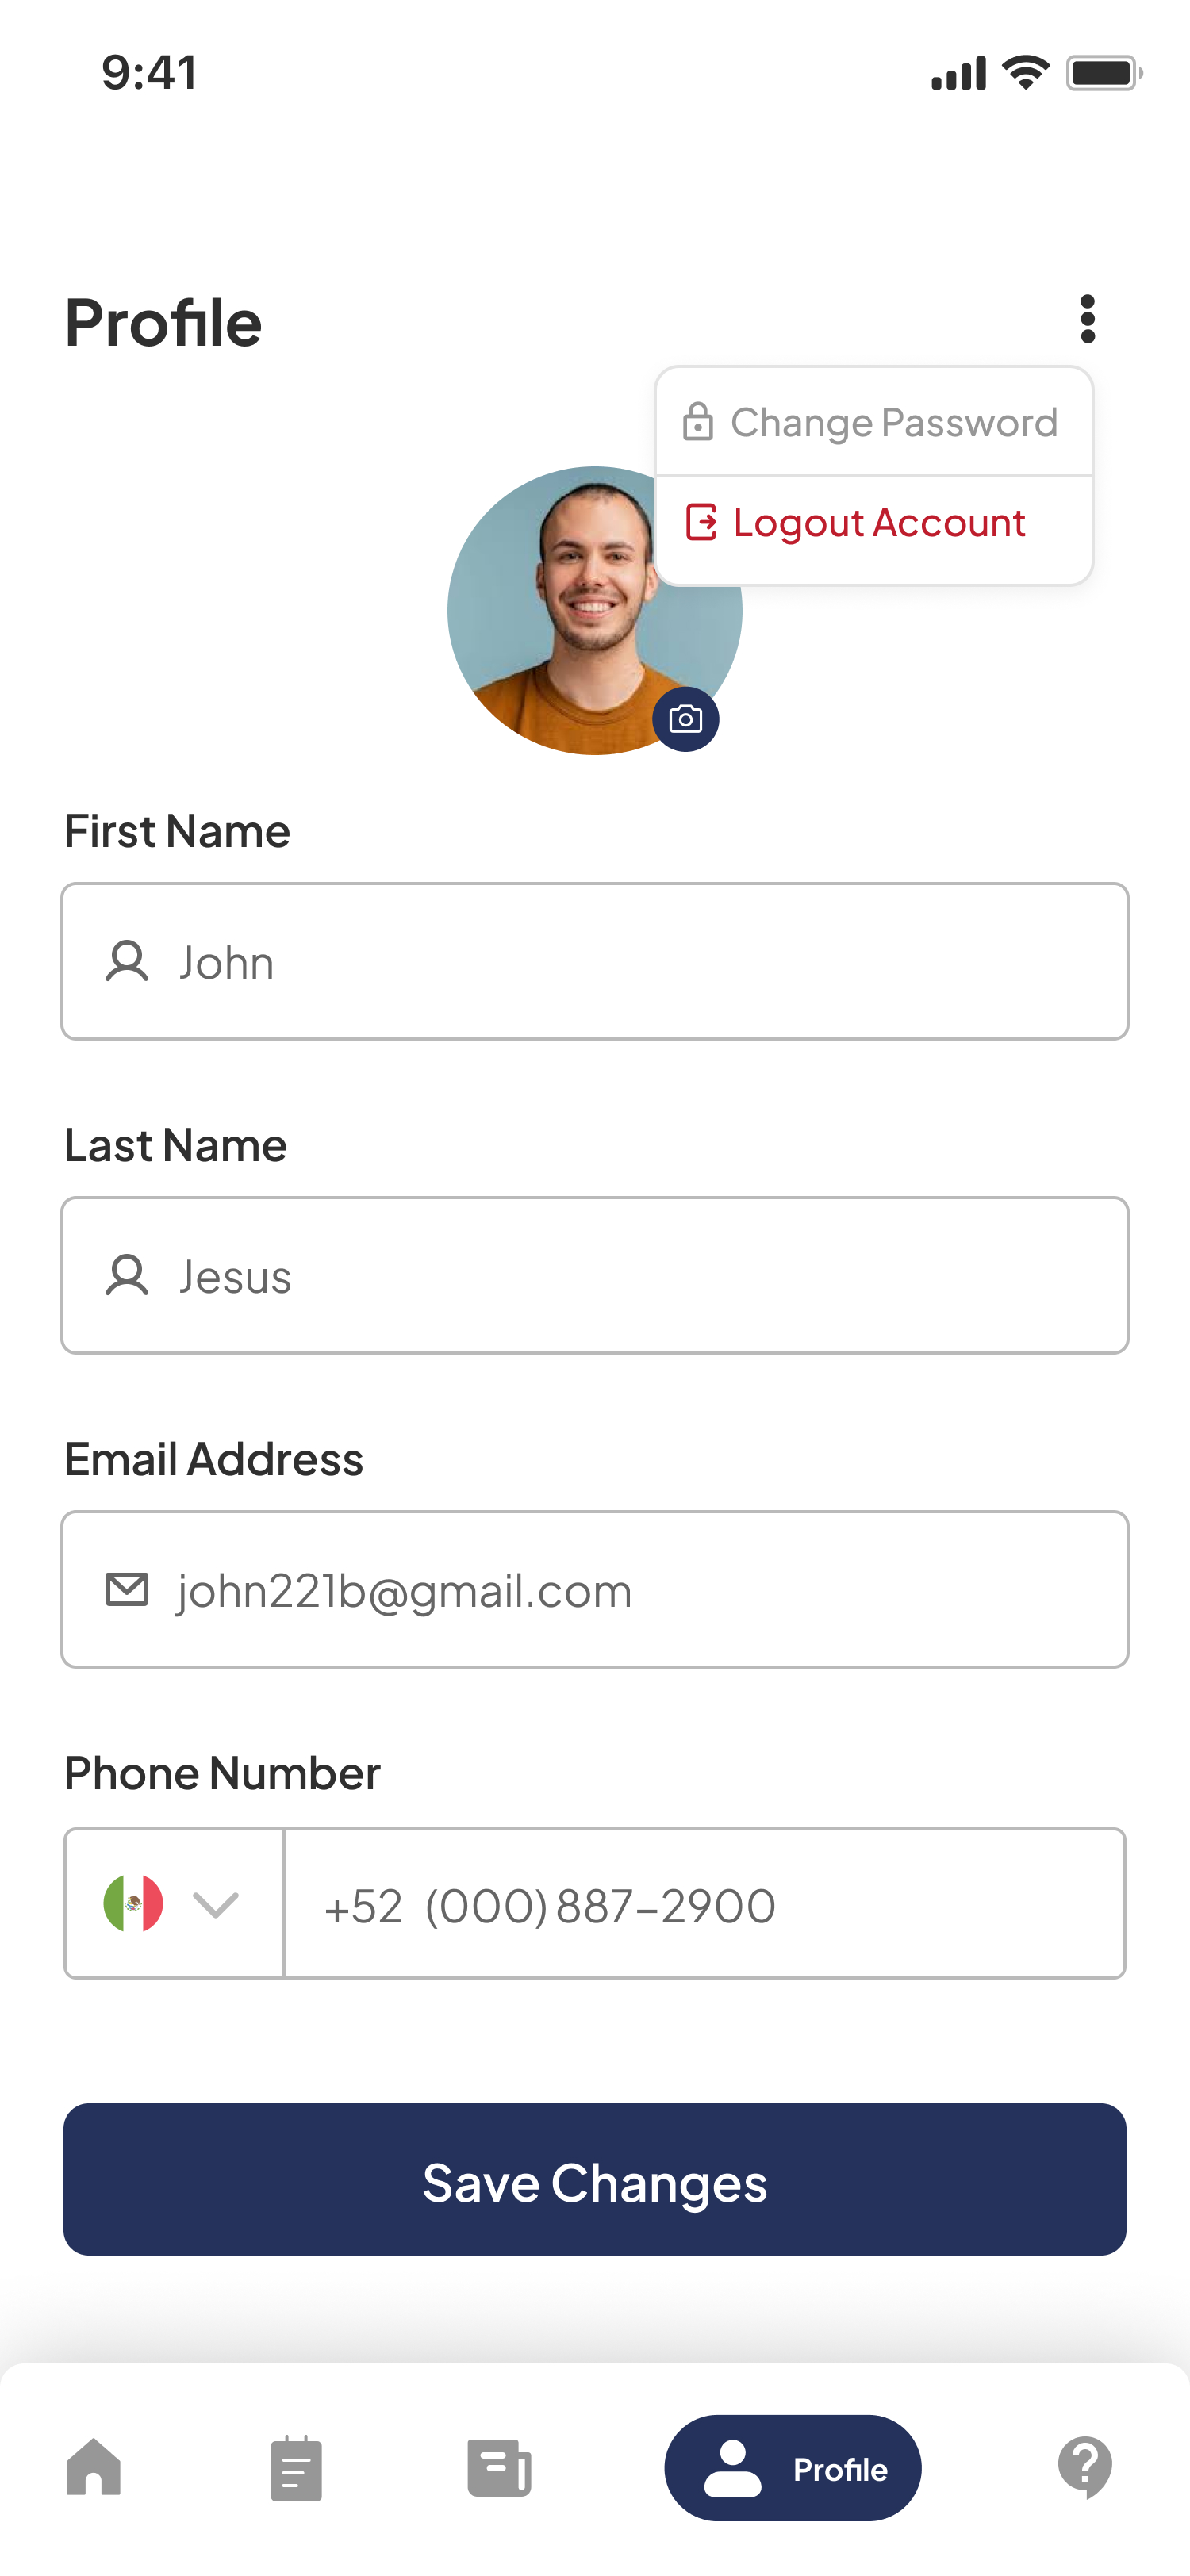 9:41
Profile
Change Password
Logout Account
First Name
John
Last Name
Jesus
Email Address
john221b@gmail.com
Phone Number
+52 (000) 887-2900
Save Changes
Profile